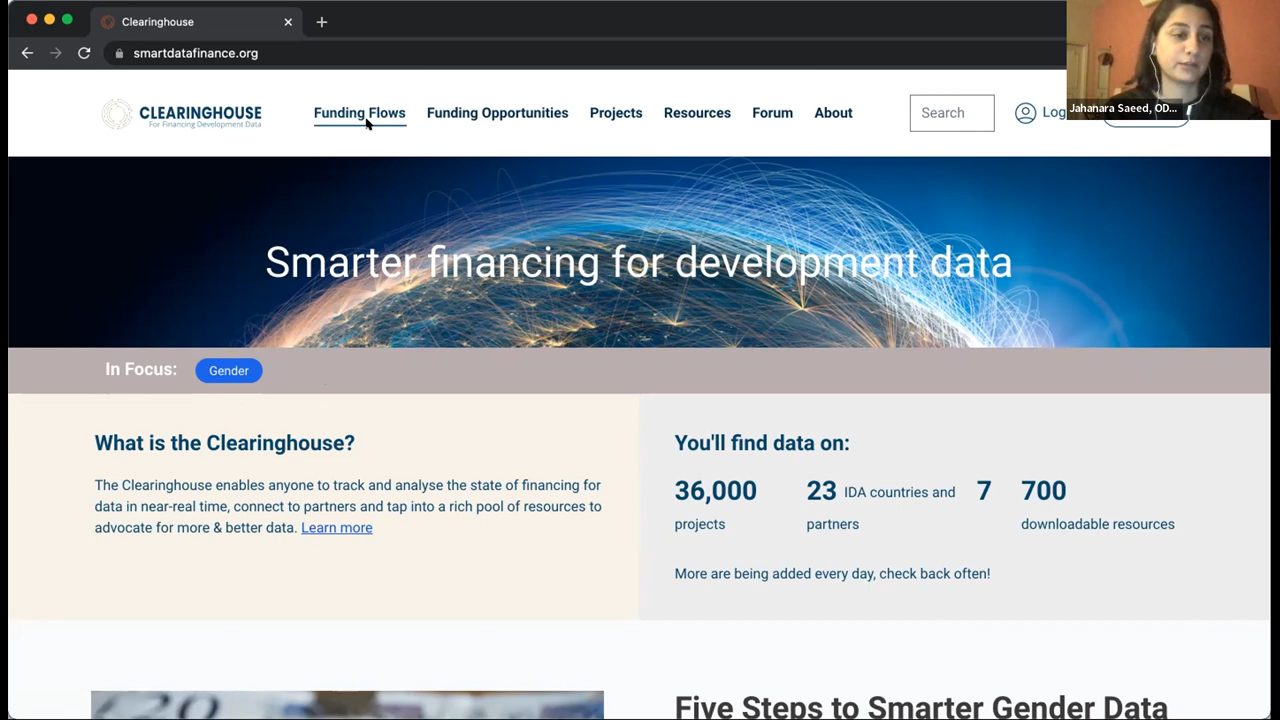 Clearinghouse
smartdatafinance.org
Jahanara Saeed, OD...
CLEARINGHOUSE
For Financing Development Data
Funding Flows
Funding Opportunities
Projects
Resources
Forum
About
Search
Log
Smarter financing for development data
In Focus:
Gender
What is the Clearinghouse?
The Clearinghouse enables anyone to track and analyse the state of financing for
data in near-real time, connect to partners and tap into a rich pool of resources to
advocate for more & better data. Learn more
You'll find data on:
36,000
projects
23 IDA countries and 7
partners
700
downloadable resources
More are being added every day, check back often!
Five Steps to Smarter Gender Data